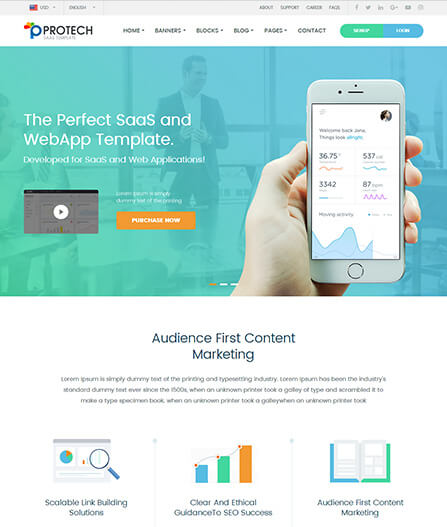 USD ENGLISH ABOUT SUPPORT CAREER FAQS
PROTECH
SAAS TEMPLATE
HOME BANNERS BLOCKS BLOG PAGES CONTACT SIGNUP LOGIN
The Perfect SaaS and
WebApp Template.
Developed for SaaS and Web Applications!
Lorem Ipsum is simply
dummy text of the printing
PURCHASE NOW
Welcome back Jana,
Things look allright!
36.75°
537 cal
3342
87 bpm
Moving activity
Audience First Content
Marketing
Lorem Ipsum is simply dummy text of the printing and typesetting industry. Lorem Ipsum has been the industry's
standard dummy text ever since the 1500s, when an unknown printer took a galley of type and scrambled it to
make a type specimen book. when an unknown printer took a galleywhen an unknown printer took
Scalable Link Building
Solutions
Clear And Ethical
GuidanceTo SEO Success
Audience First Content
Marketing